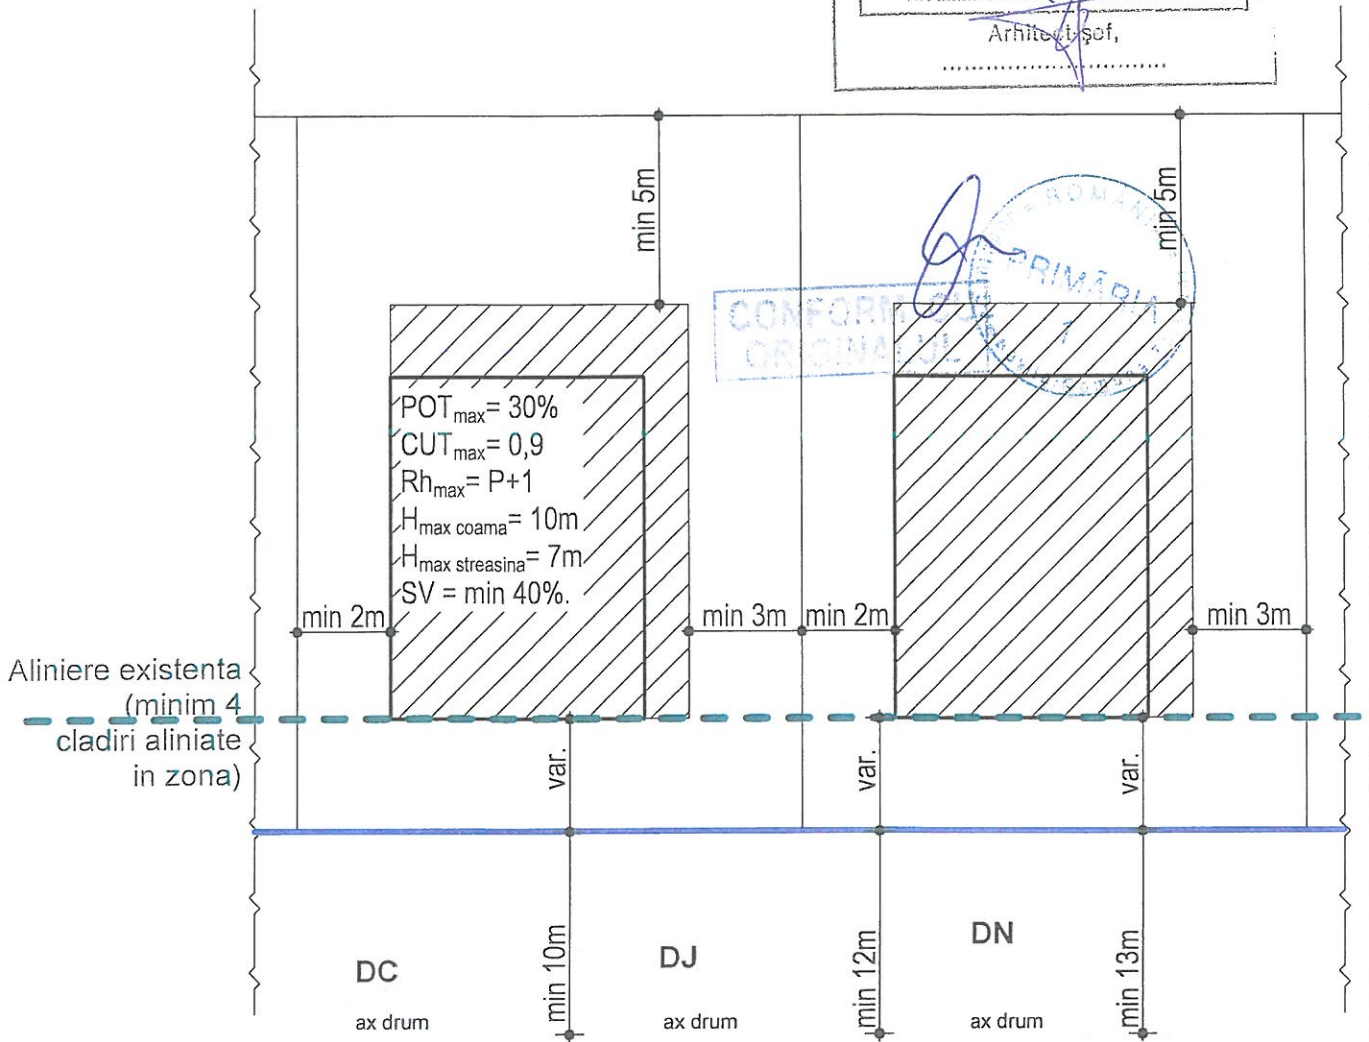 Arhitect-şef,
min 5m
min 5m
ROMANIA
PRIMĂRIA
1
CONFORM CU
ORIGINALUL
POTmax= 30%
CUTmax= 0,9
Rhmax= P+1
Hmax coama= 10m
Hmax streasina= 7m
SV = min 40%.
min 2m
min 3m
min 2m
min 3m
Aliniere existenta
(minim 4
cladiri aliniate
in zona)
var.
var.
var.
DC
min 10m
DJ
min 12m
DN
min 13m
ax drum
ax drum
ax drum